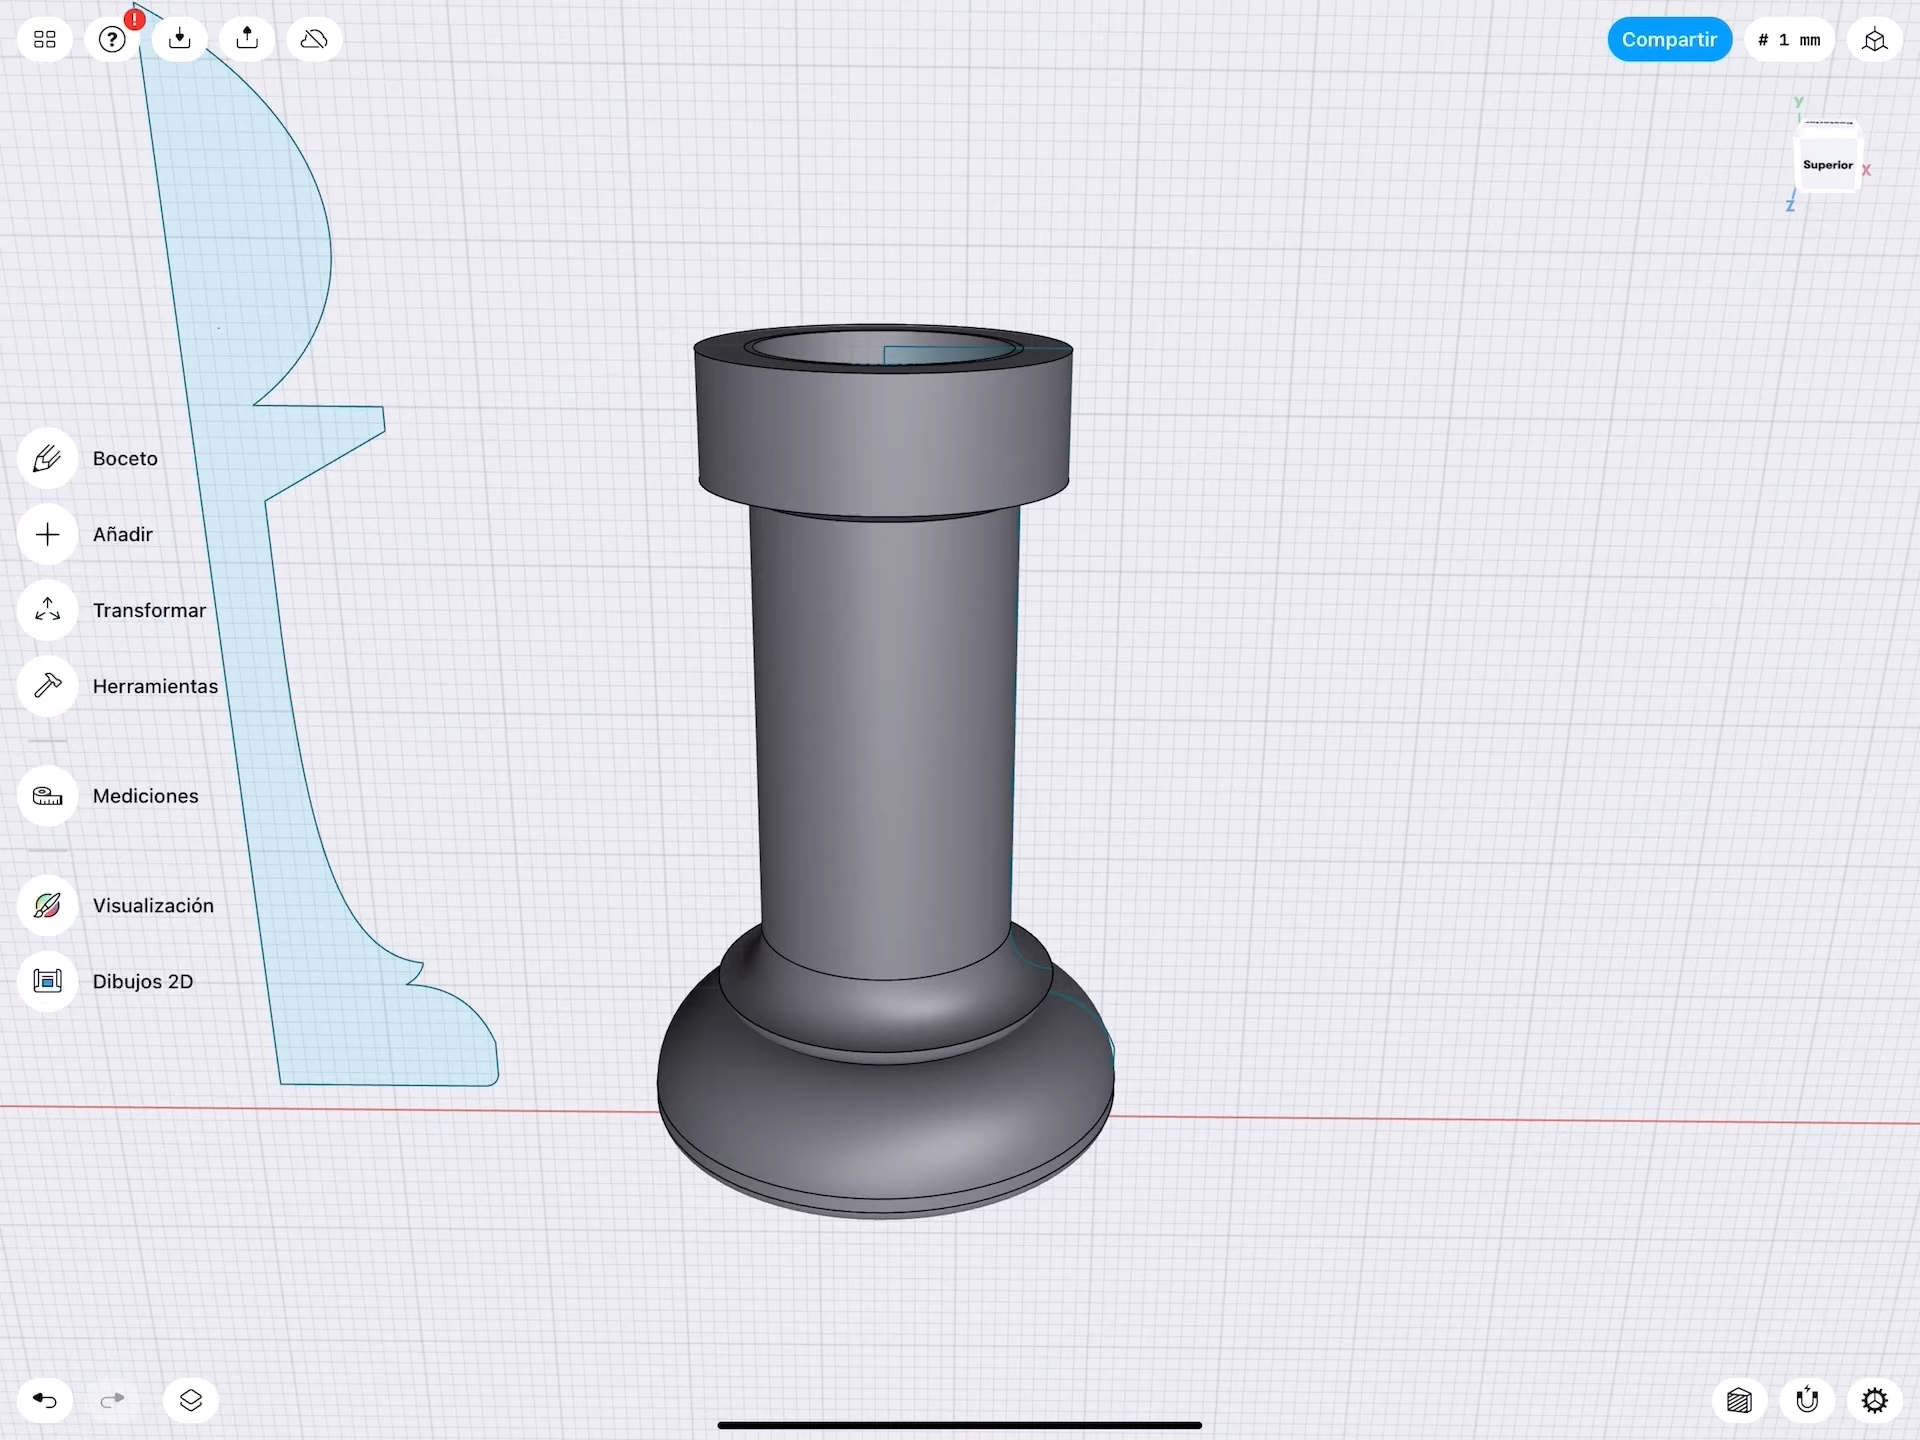 Compartir
# 1 mm
Y
Superior
X
Z
Boceto
Añadir
Transformar
Herramientas
Mediciones
Visualización
Dibujos 2D